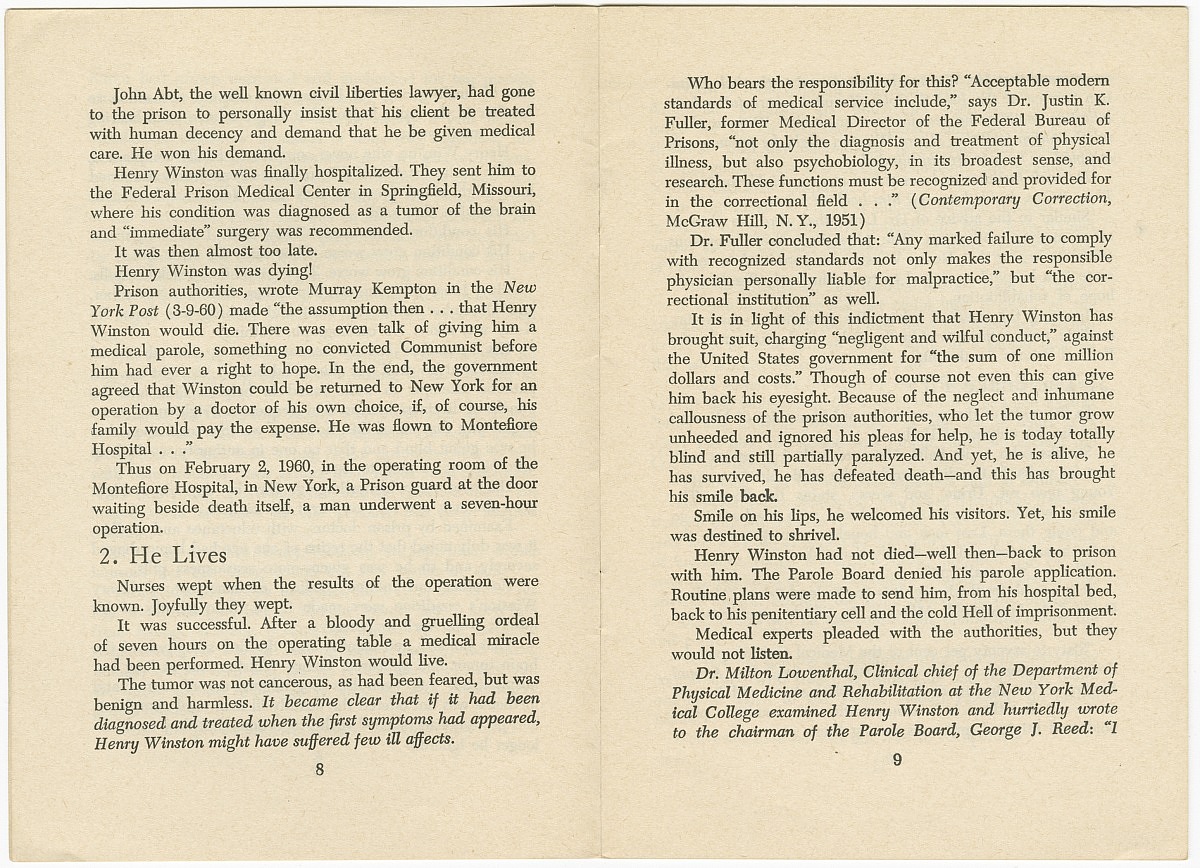 John Abt, the well known civil liberties lawyer, had gone
to the prison to personally insist that his client be treated
with human decency and demand that he be given medical
care. He won his demand.
Henry Winston was finally hospitalized. They sent him to
the Federal Prison Medical Center in Springfield, Missouri,
where his condition was diagnosed as a tumor of the brain
and “immediate” surgery was recommended.
It was then almost too late.
Henry Winston was dying!
Prison authorities, wrote Murray Kempton in the New
York Post (3-9-60) made “the assumption then . . . that Henry
Winston would die. There was even talk of giving him a
medical parole, something no convicted Communist before
him had ever a right to hope. In the end, the government
agreed that Winston could be returned to New York for an
operation by a doctor of his own choice, if, of course, his
family would pay the expense. He was flown to Montefiore
Hospital . . .”
Thus on February 2, 1960, in the operating room of the
Montefiore Hospital, in New York, a Prison guard at the door
waiting beside death itself, a man underwent a seven-hour
operation.
2. He Lives
Nurses wept when the results of the operation were
known. Joyfully they wept.
It was successful. After a bloody and gruelling ordeal
of seven hours on the operating table a medical miracle
had been performed. Henry Winston would live.
The tumor was not cancerous, as had been feared, but was
benign and harmless. It became clear that if it had been
diagnosed and treated when the first symptoms had appeared,
Henry Winston might have suffered few ill affects.
8
Who bears the responsibility for this? “Acceptable modern
standards of medical service include,” says Dr. Justin K.
Fuller, former Medical Director of the Federal Bureau of
Prisons, “not only the diagnosis and treatment of physical
illness, but also psychobiology, in its broadest sense, and
research. These functions must be recognized and provided for
in the correctional field . . .” (Contemporary Correction,
McGraw Hill, N. Y., 1951)
Dr. Fuller concluded that: “Any marked failure to comply
with recognized standards not only makes the responsible
physician personally liable for malpractice,” but “the cor-
rectional institution” as well.
It is in light of this indictment that Henry Winston has
brought suit, charging “negligent and wilful conduct,” against
the United States government for “the sum of one million
dollars and costs.” Though of course not even this can give
him back his eyesight. Because of the neglect and inhumane
callousness of the prison authorities, who let the tumor grow
unheeded and ignored his pleas for help, he is today totally
blind and still partially paralyzed. And yet, he is alive, he
has survived, he has defeated death—and this has brought
his smile back.
Smile on his lips, he welcomed his visitors. Yet, his smile
was destined to shrivel.
Henry Winston had not died—well then—back to prison
with him. The Parole Board denied his parole application.
Routine plans were made to send him, from his hospital bed,
back to his penitentiary cell and the cold Hell of imprisonment.
Medical experts pleaded with the authorities, but they
would not listen.
Dr. Milton Lowenthal, Clinical chief of the Department of
Physical Medicine and Rehabilitation at the New York Med-
ical College examined Henry Winston and hurriedly wrote
to the chairman of the Parole Board, George J. Reed: “I
9